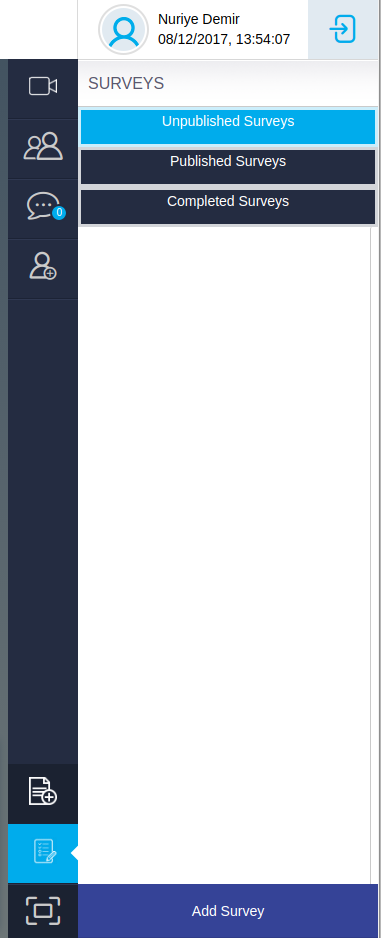 Nuriye Demir
08/12/2017, 13:54:07
SURVEYS
Unpublished Surveys
Published Surveys
Completed Surveys
0
Add Survey